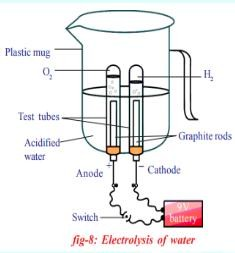 Plastic mug
O₂
H₂
Test tubes
Graphite rods
Acidified
water
+
-
Anode
Cathode
Switch
9V
battery
fig-8: Electrolysis of water